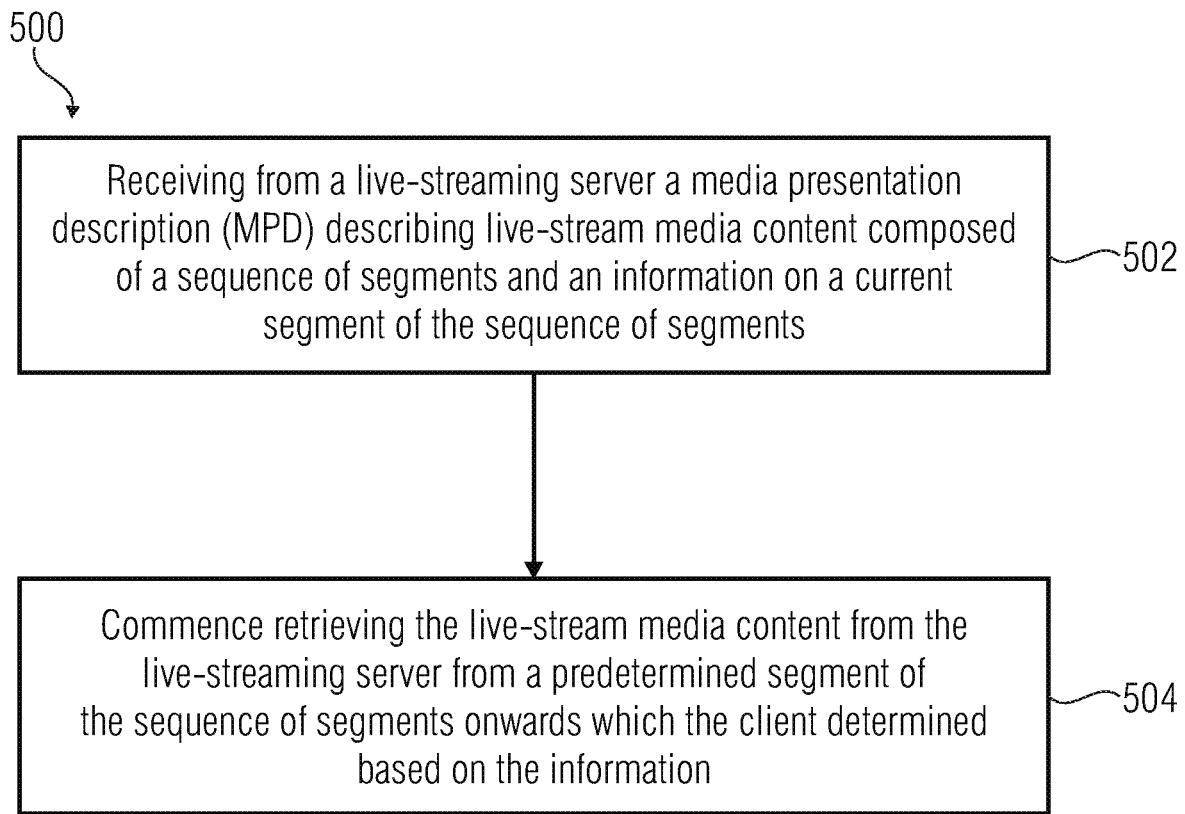 500
Receiving from a live-streaming server a media presentation
description (MPD) describing live-stream media content composed
of a sequence of segments and an information on a current
segment of the sequence of segments
502
Commence retrieving the live-stream media content from the
live-streaming server from a predetermined segment of
the sequence of segments onwards which the client determined
based on the information
504